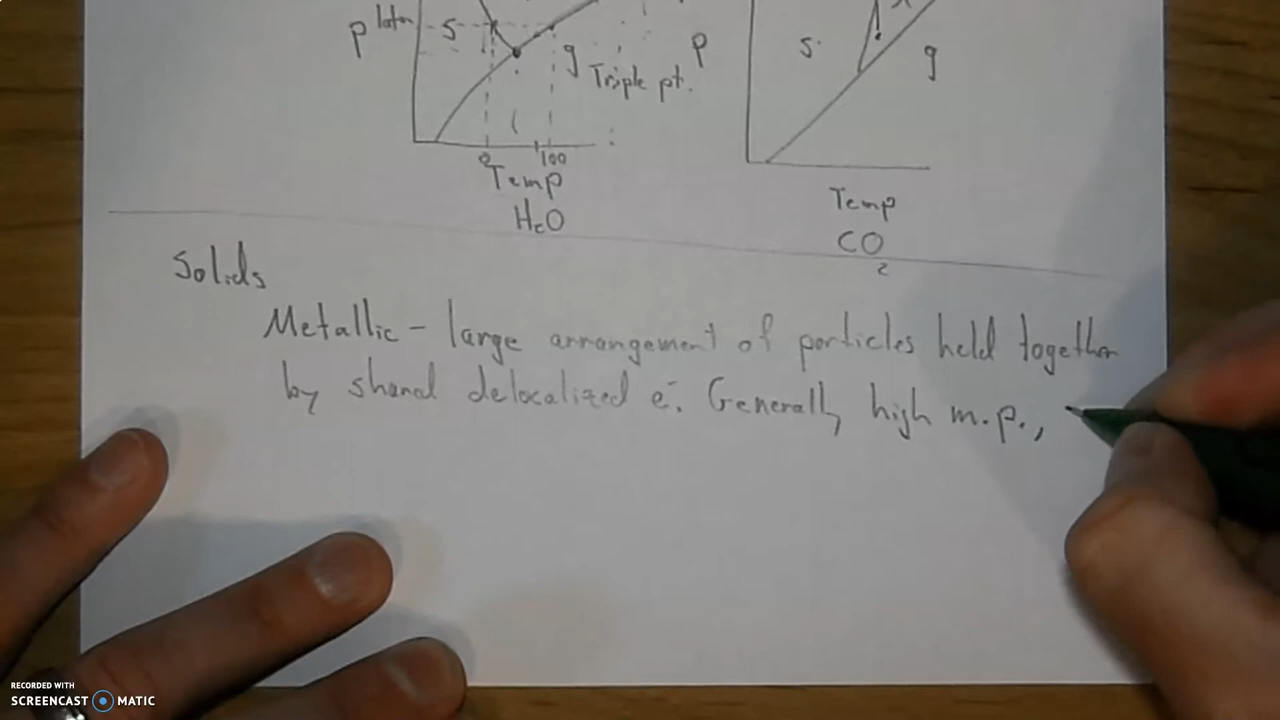 P 1atm S
g Triple pt.
0 100
Temp
H2O
P
S
g
Temp
CO2
Solids
Metallic - large arrangement of particles held together
by shared delocalized e-. Generally high m.p.,
RECORDED WITH
SCREENCAST MATIC